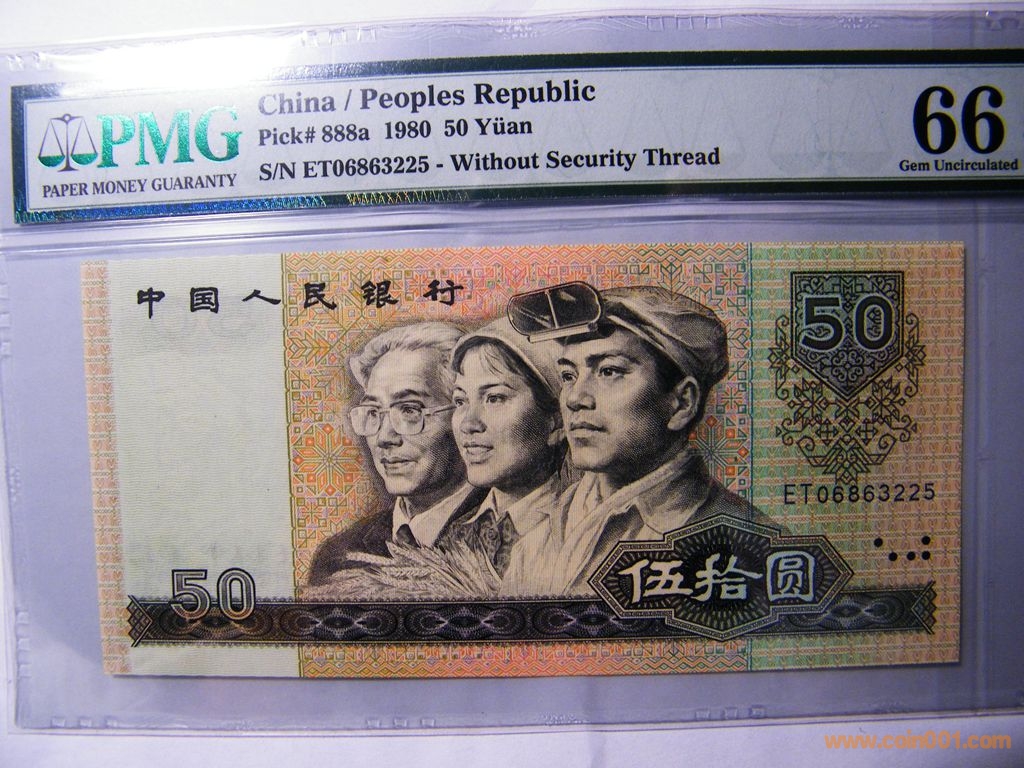 PMG
PAPER MONEY GUARANTY
China / Peoples Republic
Pick# 888a 1980 50 Yüan
S/N ET06863225 - Without Security Thread
66
Gem Uncirculated
中国人民银行
50
ET06863225
50
伍拾圆
www.coin001.com